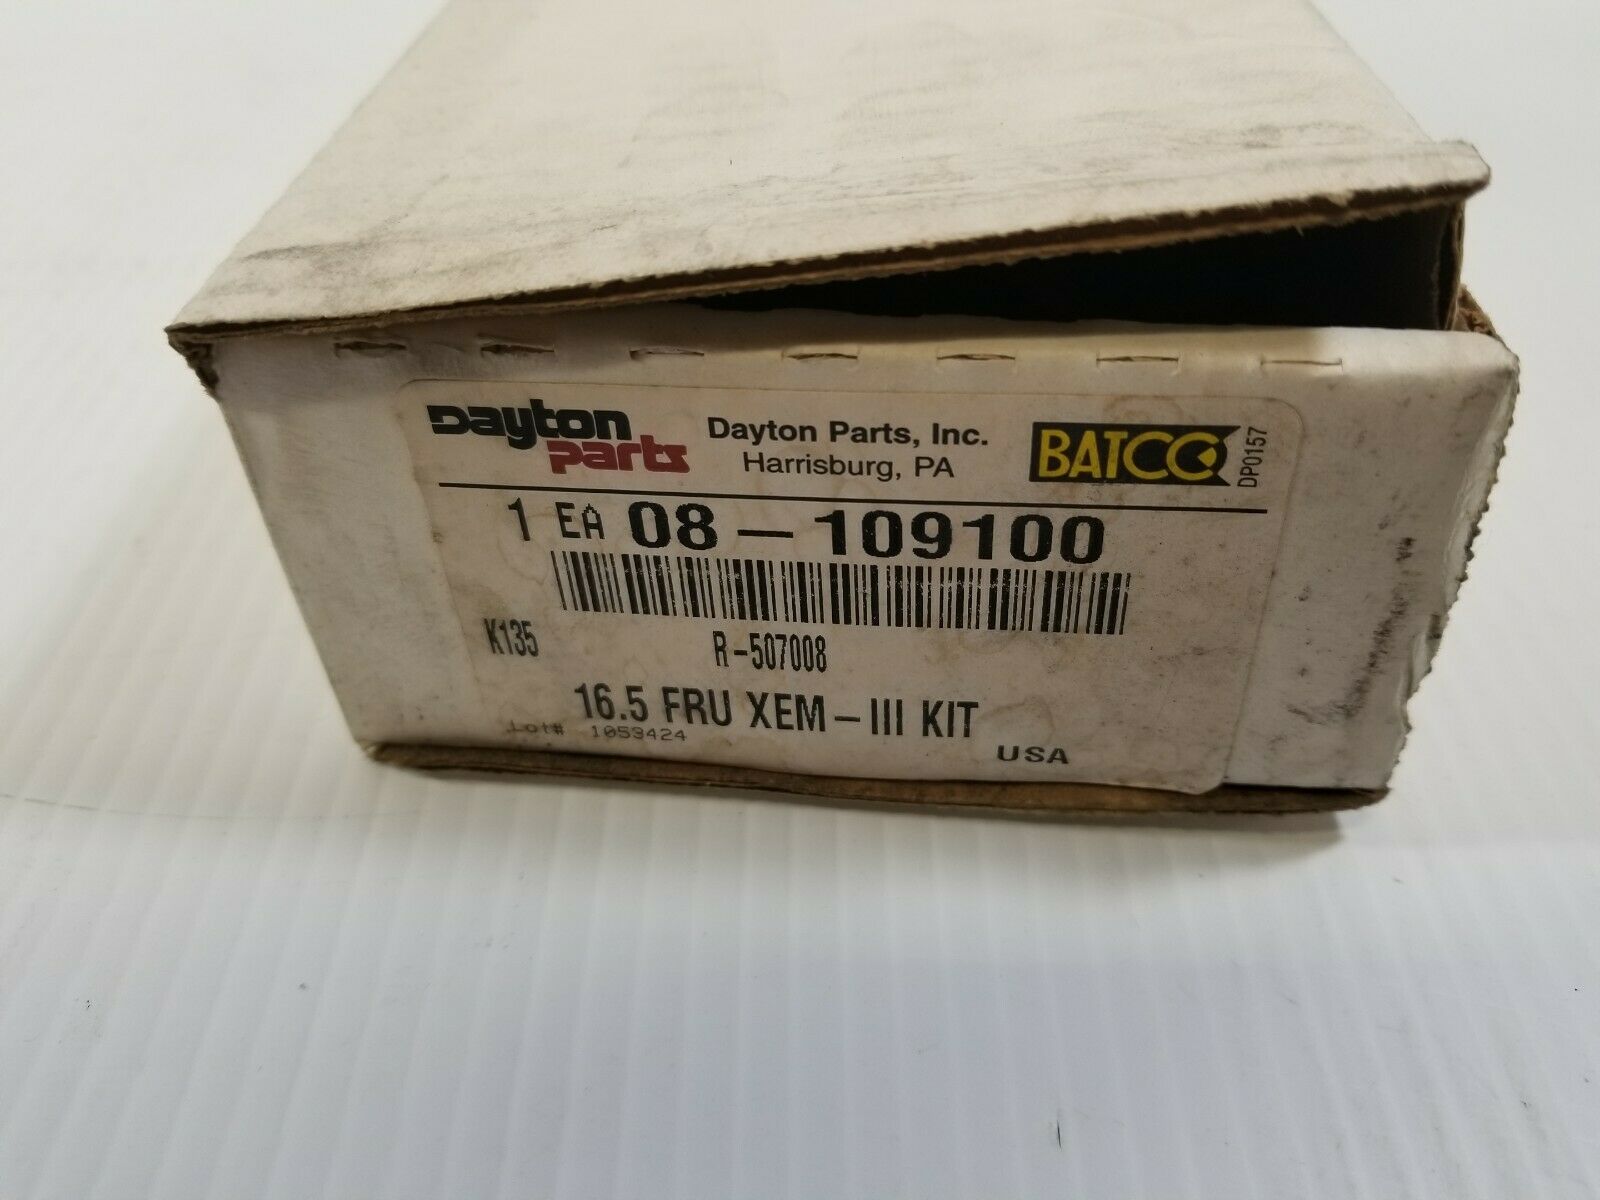 Dayton Parts
Dayton Parts, Inc.
Harrisburg, PA
BATCO
DP0157
1 EA 08-109100
K135 R-507008
16.5 FRU XEM-III KIT
Lot# 1053424
USA